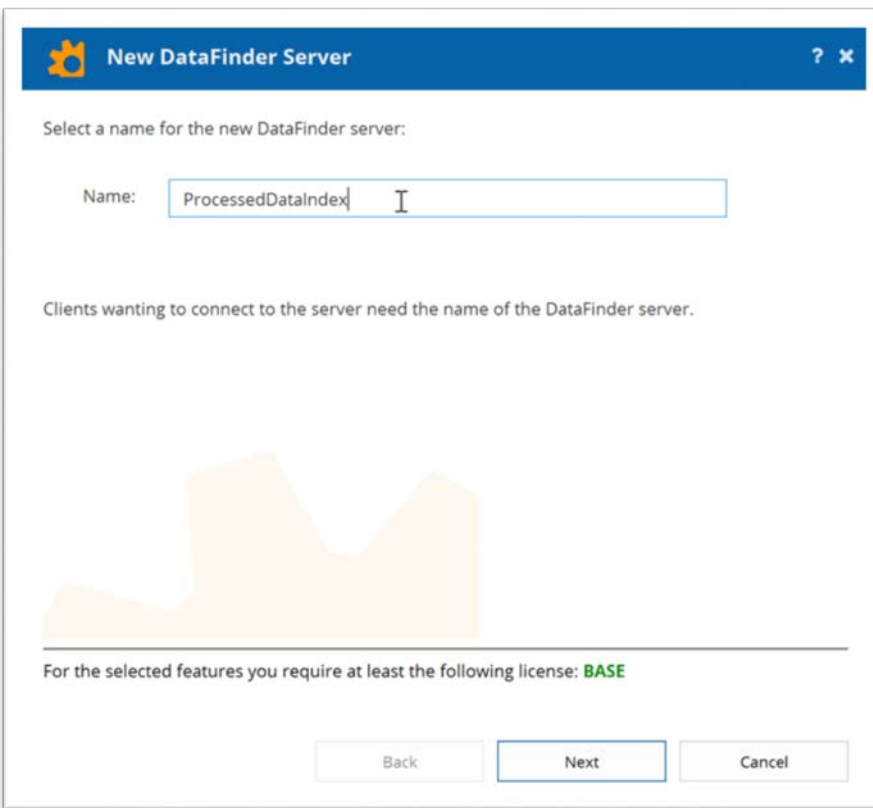 New DataFinder Server
? ×
Select a name for the new DataFinder server:
Name: ProcessedDataIndex
Clients wanting to connect to the server need the name of the DataFinder server.
For the selected features you require at least the following license: BASE
Back Next Cancel